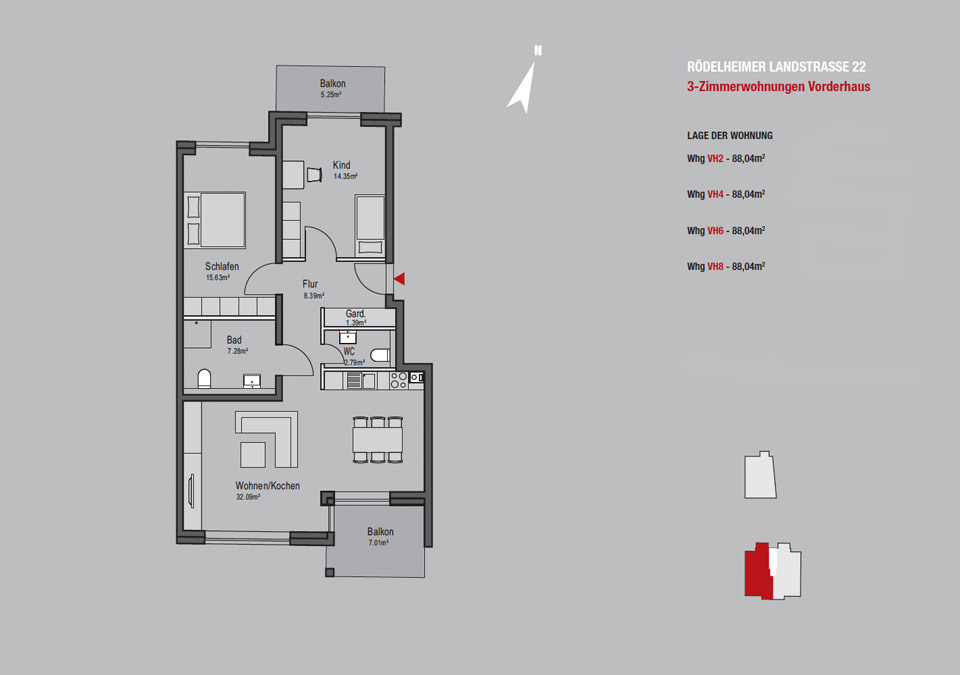 N
RÖDELHEIMER LANDSTRASSE 22
3-Zimmerwohnungen Vorderhaus
LAGE DER WOHNUNG
Whg VH2 - 88,04m²
Whg VH4 - 88,04m²
Whg VH6 - 88,04m²
Whg VH8 - 88,04m²
Balkon
5.25m²
Kind
14.35m²
Schlafen
15.63m²
Flur
8.39m²
Gard.
1.39m²
Bad
7.28m²
WC
2.79m²
Wohnen/Kochen
32.09m²
Balkon
7.01m²